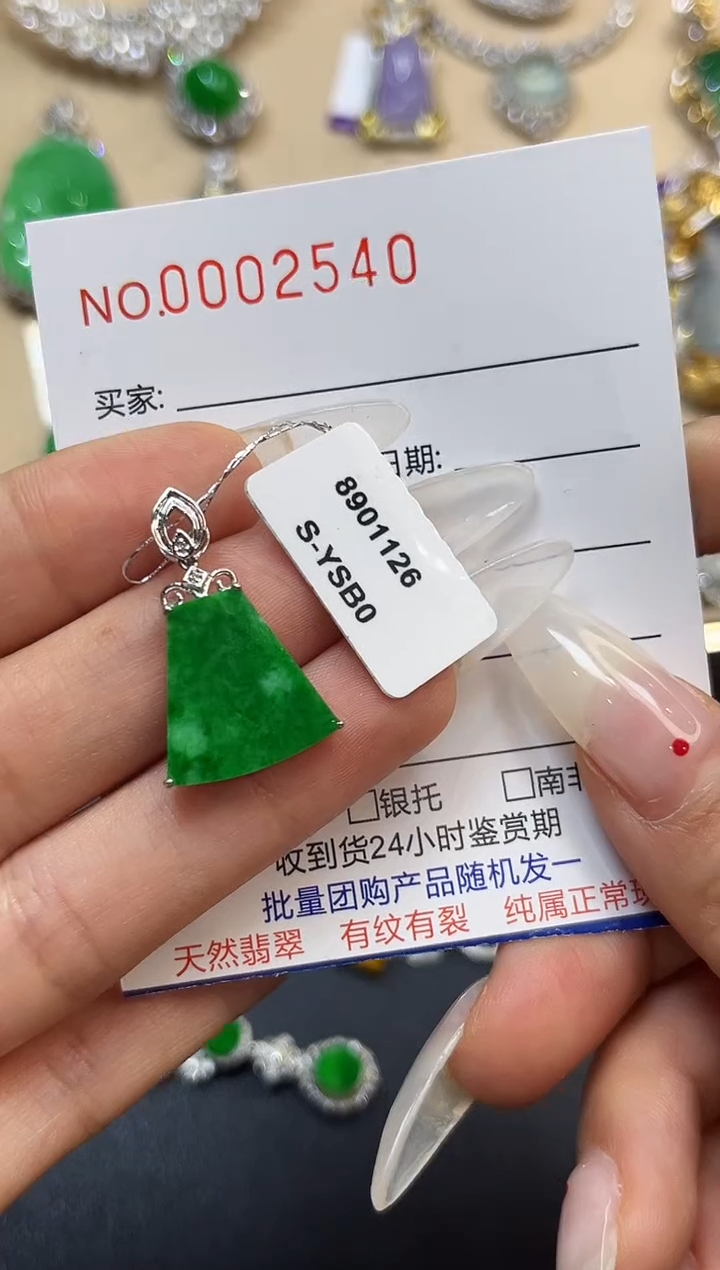 NO.0002540
买家:
日期:
8901126
S-YSB0
□银托 □南非
收到货24小时鉴赏期
批量团购产品随机发一
天然翡翠 有纹有裂 纯属正常现